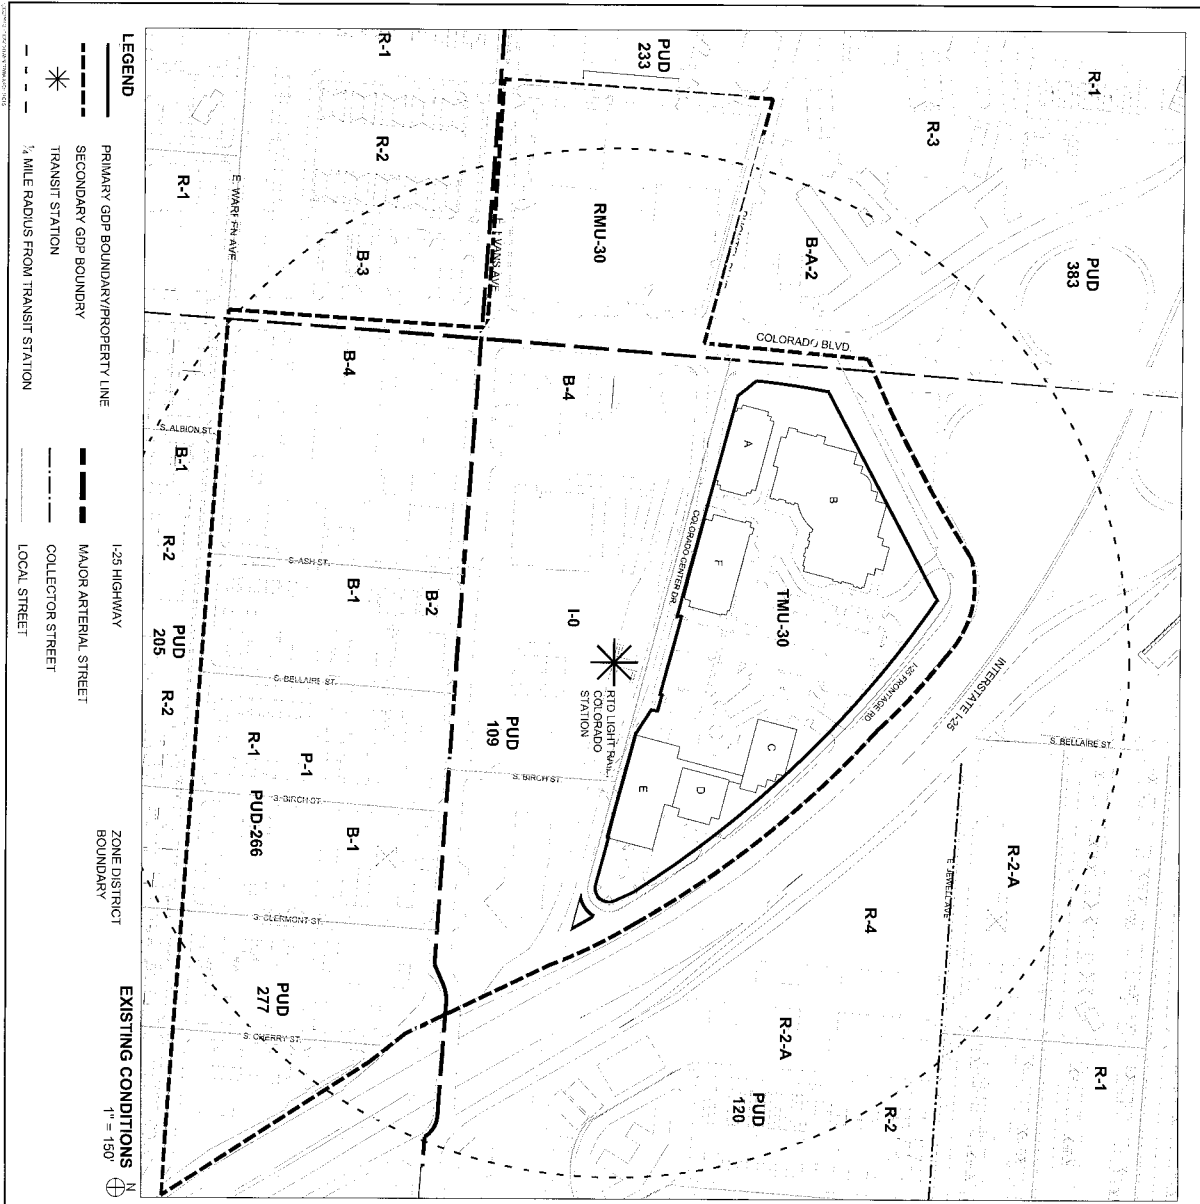 R-1
R-3
PUD
383
PUD
233
R-1
R-2
R-1
B-3
RMU-30
B-A-2
E. EVANS AVE
COLORADO BLVD.
B-4
B-4
S. ALBION ST.
B-1
R-2
PUD
205
R-2
S. ASH ST.
B-1
B-2
S. BELLAIRE ST.
I-0
A
B
F
TMU-30
C
D
E
COLORADO CENTER DR.
I-25 FRONTAGE RD
INTERSTATE I-25
RTD LIGHT RAIL
COLORADO
STATION
PUD
109
S. BIRCH ST.
R-1
P-1
S. BIRCH ST.
PUD-266
B-1
S. CLERMONT ST.
PUD
277
S. CHERRY ST.
S. BELLAIRE ST.
R-2-A
E. JEWELL AVE
R-4
R-2-A
PUD
120
R-2
R-1
LEGEND
PRIMARY GDP BOUNDARY/PROPERTY LINE
SECONDARY GDP BOUNDRY
TRANSIT STATION
¼ MILE RADIUS FROM TRANSIT STATION
I-25 HIGHWAY
MAJOR ARTERIAL STREET
COLLECTOR STREET
LOCAL STREET
ZONE DISTRICT
BOUNDARY
EXISTING CONDITIONS
1" = 150'
N